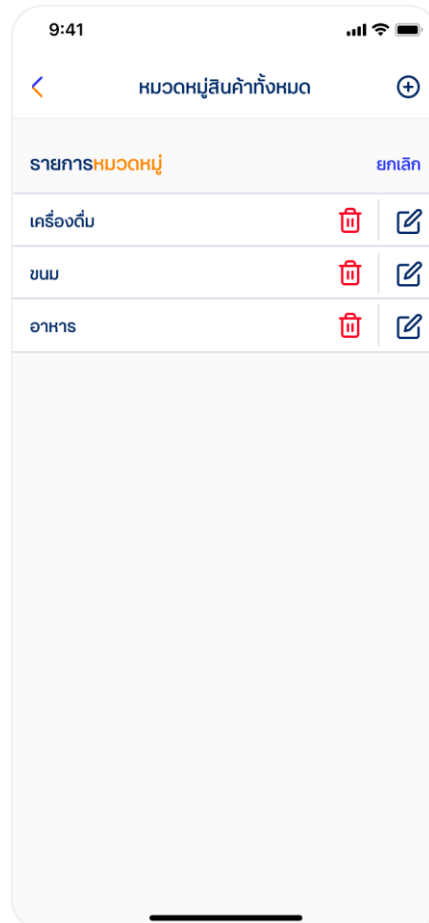 9:41
หมวดหมู่สินค้าทั้งหมด
รายการหมวดหมู่ ยกเลิก
เครื่องดื่ม
ขนม
อาหาร